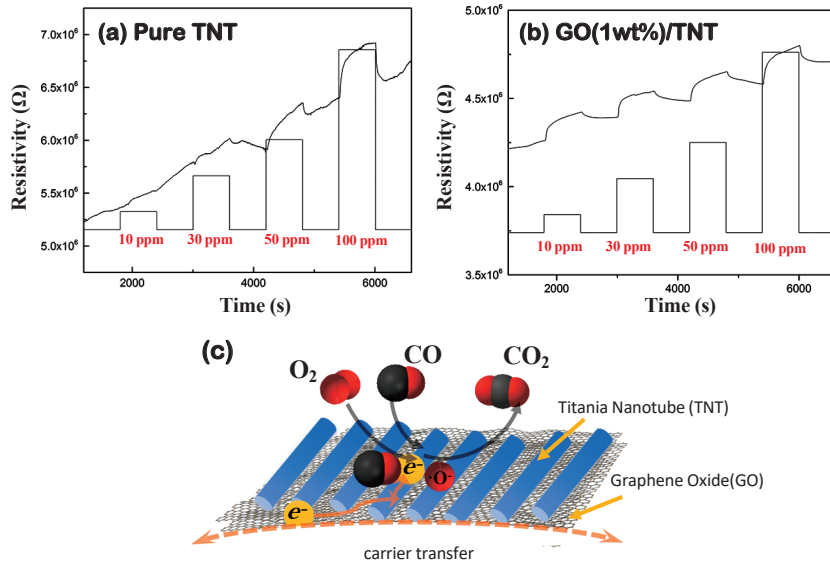 (a) Pure TNT
Resistivity (Ω)
7.0x10⁶
6.5x10⁶
6.0x10⁶
5.5x10⁶
5.0x10⁶
10 ppm
30 ppm
50 ppm
100 ppm
2000
4000
6000
Time (s)
(b) GO(1wt%)/TNT
Resistivity (Ω)
5.0x10⁶
4.5x10⁶
4.0x10⁶
3.5x10⁶
10 ppm
30 ppm
50 ppm
100 ppm
2000
4000
6000
Time (s)
(c)
O₂
CO
CO₂
Titania Nanotube (TNT)
Graphene Oxide(GO)
e⁻
·O⁻
e⁻
carrier transfer